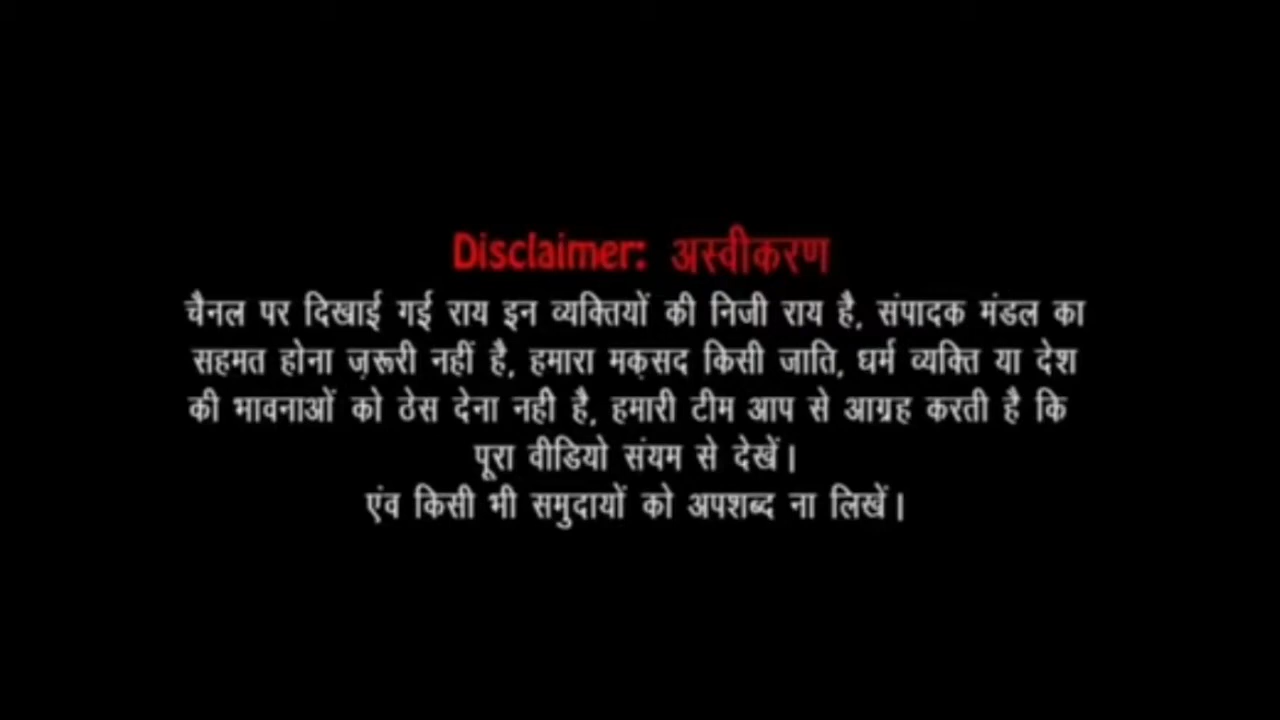 Disclaimer: अस्वीकरण
चैनल पर दिखाई गई राय इन व्यक्तियों की निजी राय है, संपादक मंडल का
सहमत होना ज़रूरी नहीं है, हमारा मक़सद किसी जाति, धर्म व्यक्ति या देश
की भावनाओं को ठेस देना नही है, हमारी टीम आप से आग्रह करती है कि
पूरा वीडियो संयम से देखें।
एंव किसी भी समुदायों को अपशब्द ना लिखें।